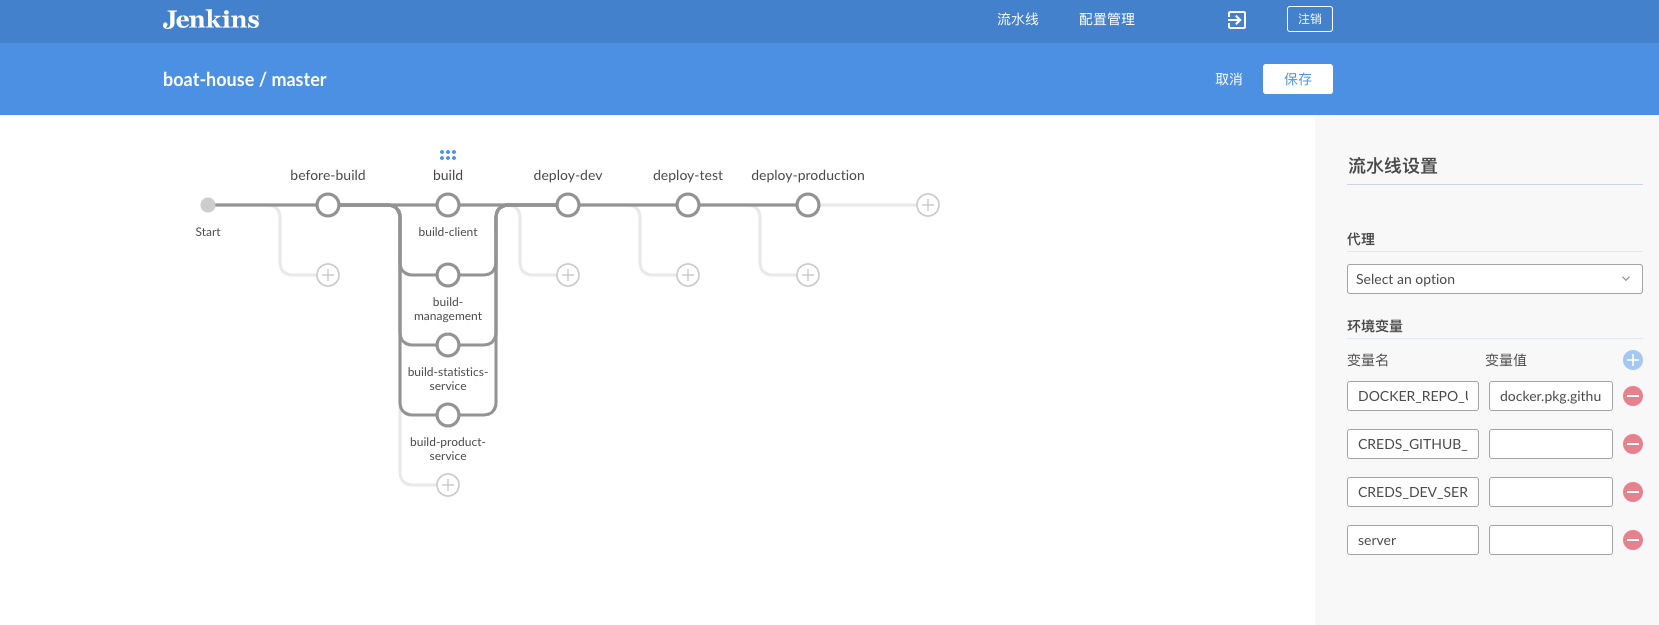 Jenkins
流水线
配置管理
注销
boat-house / master
取消
保存
before-build
build
deploy-dev
deploy-test
deploy-production
Start
build-client
build-
management
build-statistics-
service
build-product-
service
流水线设置
代理
Select an option
环境变量
变量名
变量值
DOCKER_REPO_U
docker.pkg.githu
CREDS_GITHUB_
CREDS_DEV_SER
server